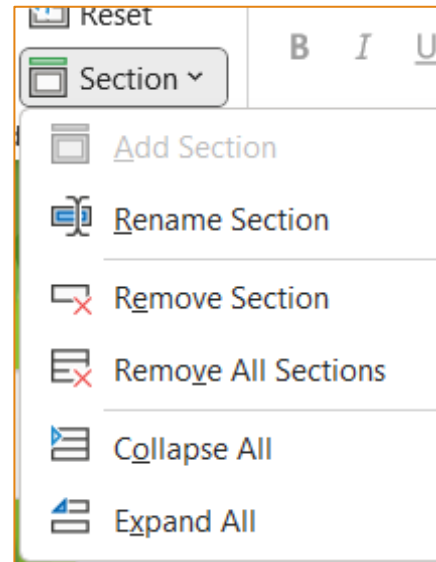 Reset
B I U
Section
Add Section
Rename Section
Remove Section
Remove All Sections
Collapse All
Expand All